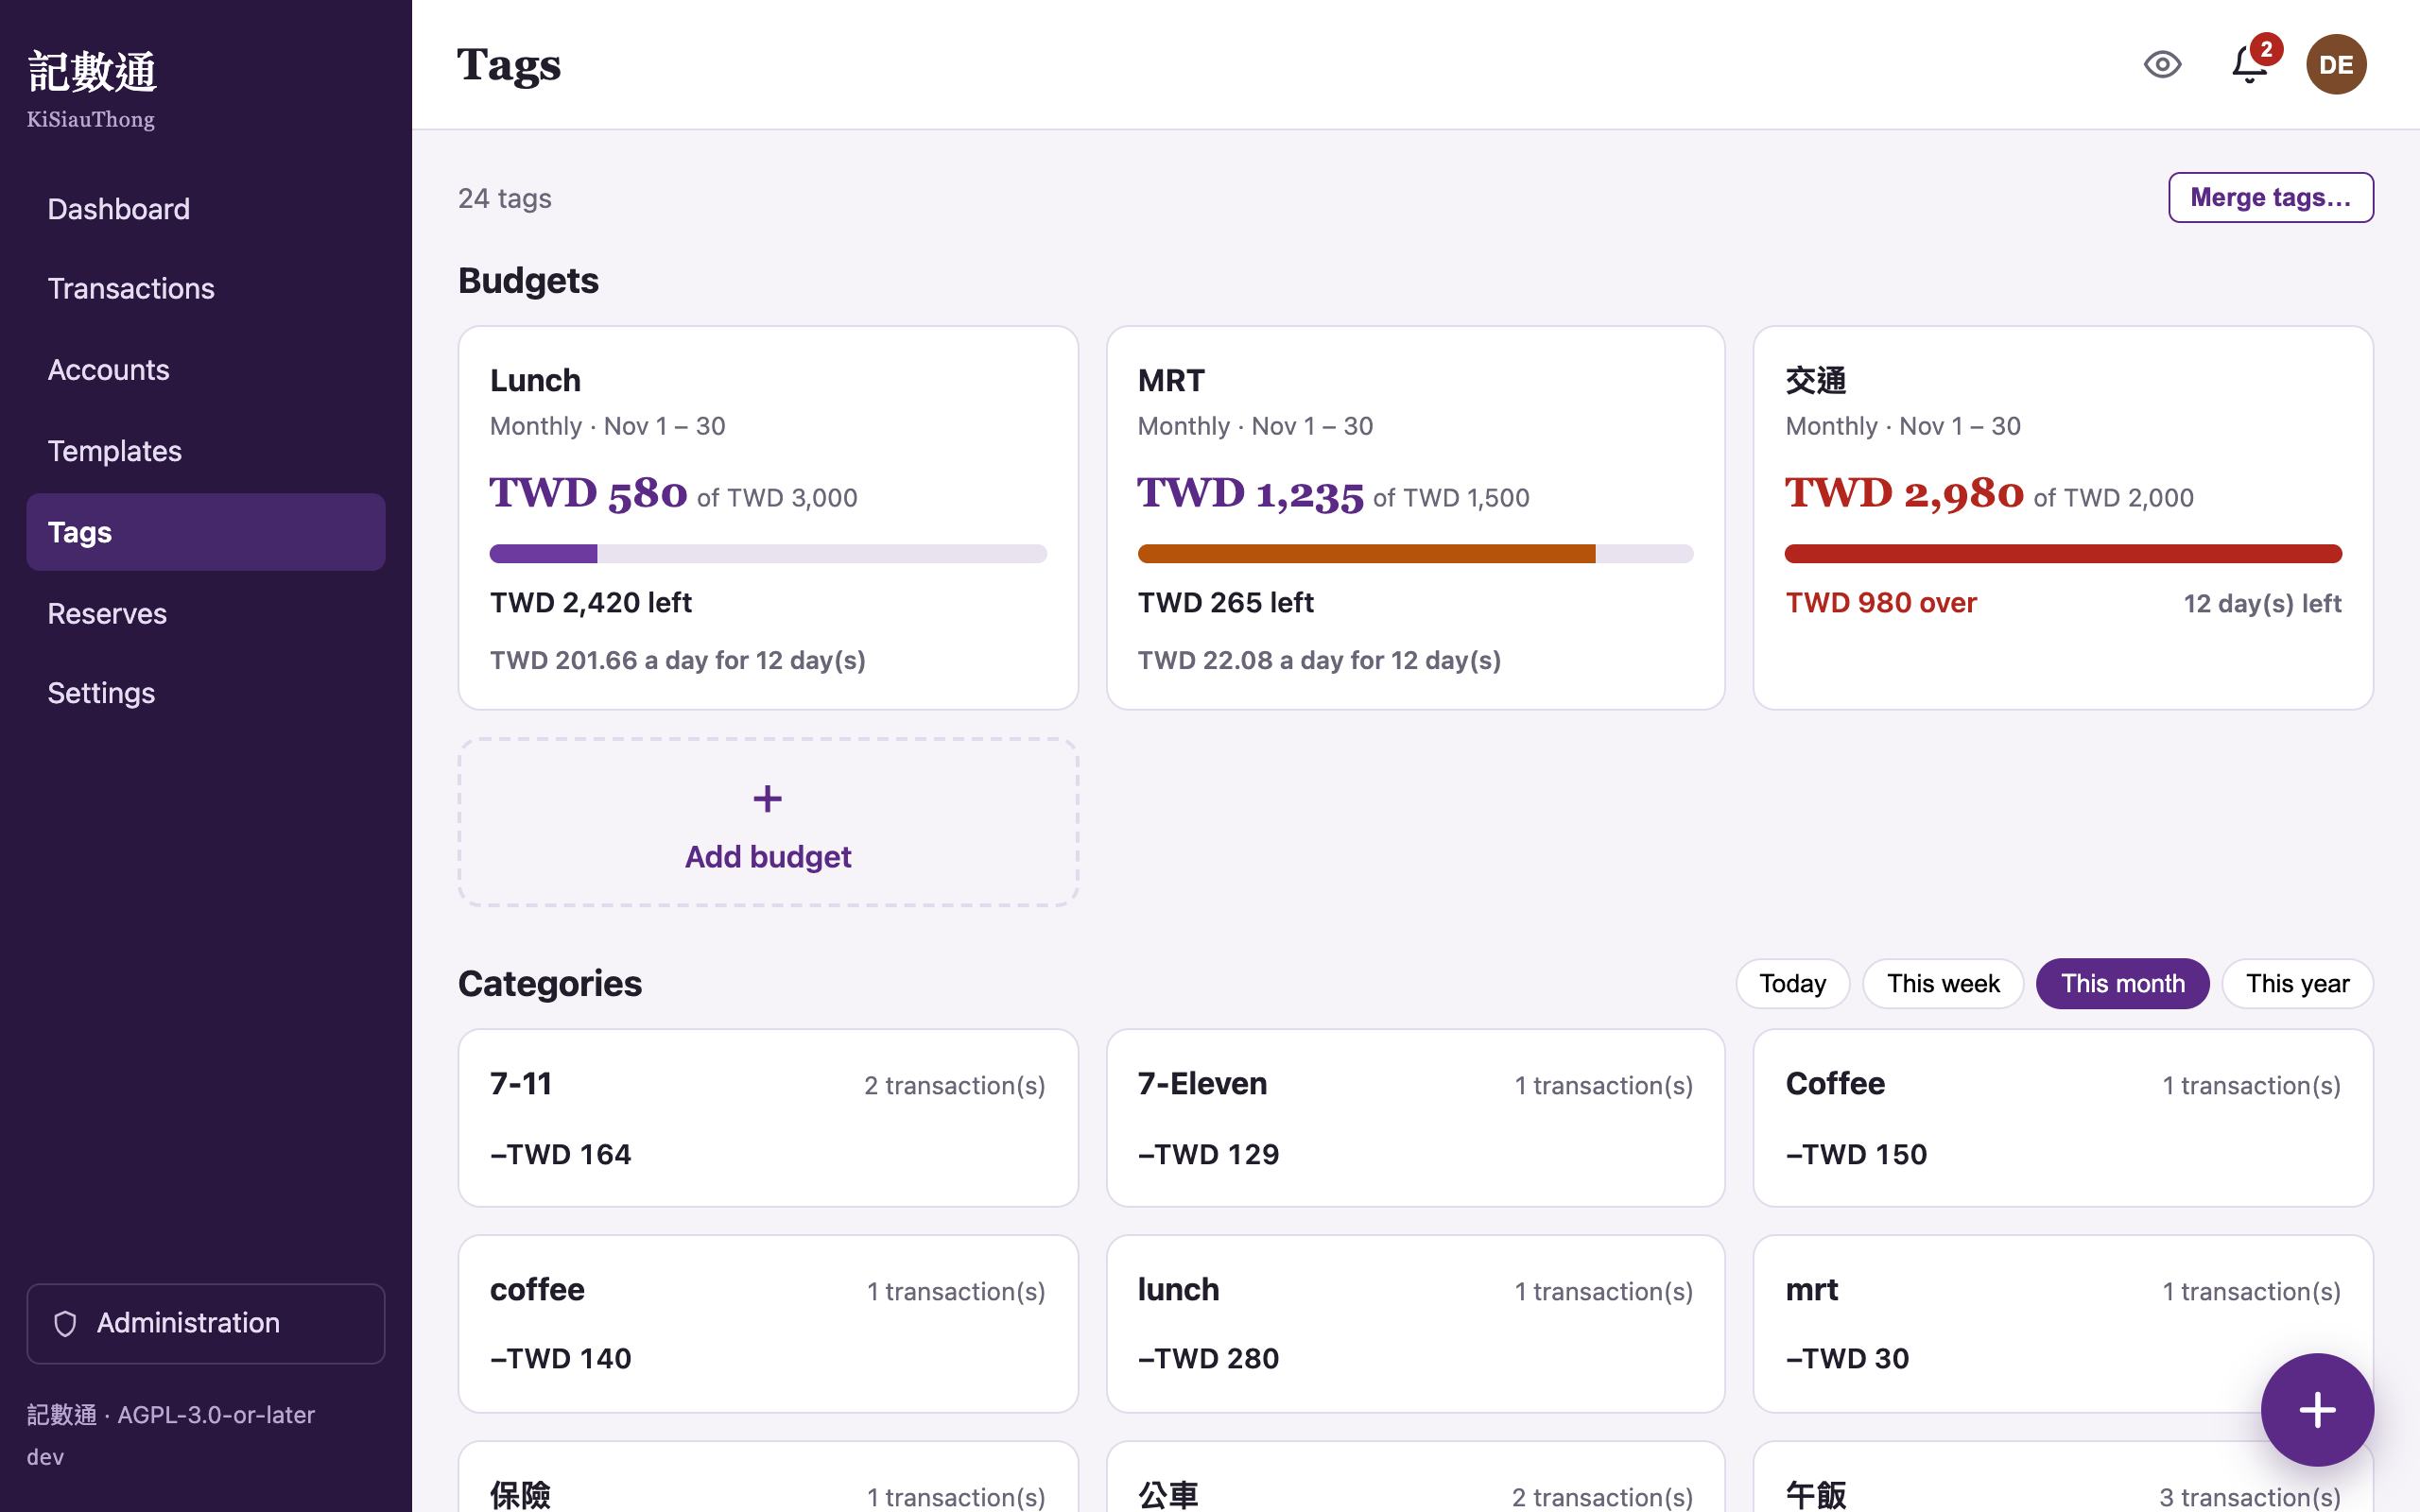 記數通
KiSiauThong
Dashboard
Transactions
Accounts
Templates
Tags
Reserves
Settings
Administration
記數通 · AGPL-3.0-or-later
dev
Tags
2
DE
24 tags
Merge tags…
Budgets
Lunch
Monthly · Nov 1 – 30
TWD 580 of TWD 3,000
TWD 2,420 left
TWD 201.66 a day for 12 day(s)
MRT
Monthly · Nov 1 – 30
TWD 1,235 of TWD 1,500
TWD 265 left
TWD 22.08 a day for 12 day(s)
交通
Monthly · Nov 1 – 30
TWD 2,980 of TWD 2,000
TWD 980 over
12 day(s) left
+
Add budget
Categories
Today
This week
This month
This year
7-11
2 transaction(s)
–TWD 164
7-Eleven
1 transaction(s)
–TWD 129
Coffee
1 transaction(s)
–TWD 150
coffee
1 transaction(s)
–TWD 140
lunch
1 transaction(s)
–TWD 280
mrt
1 transaction(s)
–TWD 30
+
保險
1 transaction(s)
公車
2 transaction(s)
午飯
3 transaction(s)